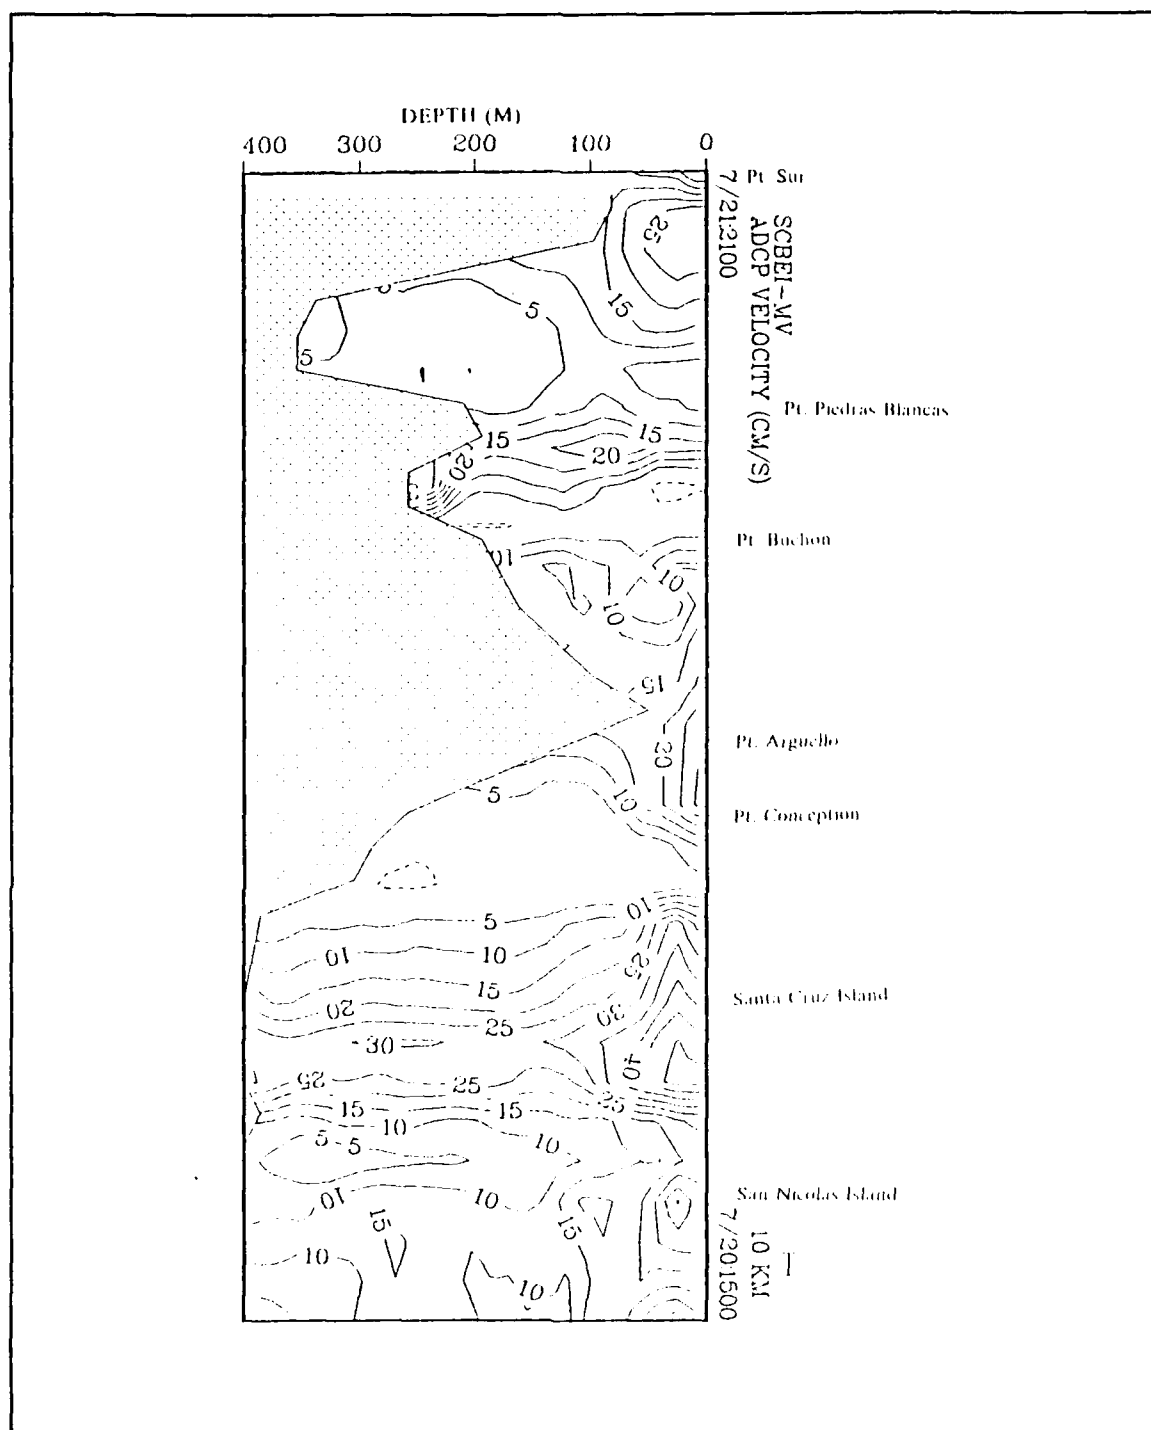 DEPTH (M)
400 300 200 100 0
Pt. Sur
7/21:2100
SCBEI-MV
ADCP VELOCITY (CM/S)
25
15
5
5
5
Pt. Piedras Blancas
15 15
20 20
Pt. Buchon
10 10
10
15
Pt. Arguello
20
10
5
Pt. Conception
10
5
10 10
25
15
Santa Cruz Island
20
30
25
30
40
25 25
25
15 15
10
10
5 5
San Nicolas Island
10 10
15 15
10
10
10 KM
7/20:1500